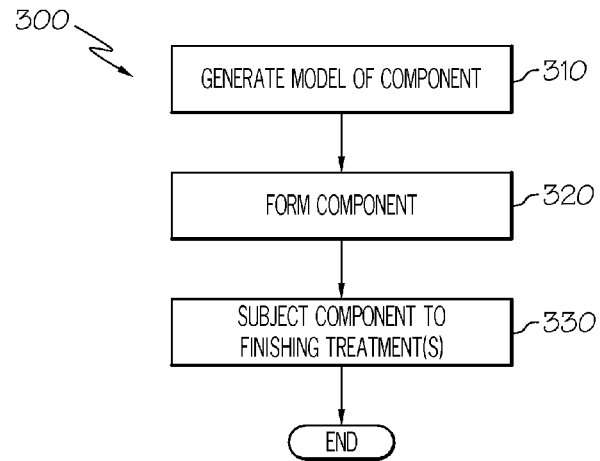 300
GENERATE MODEL OF COMPONENT
310
FORM COMPONENT
320
SUBJECT COMPONENT TO
FINISHING TREATMENT(S)
330
END